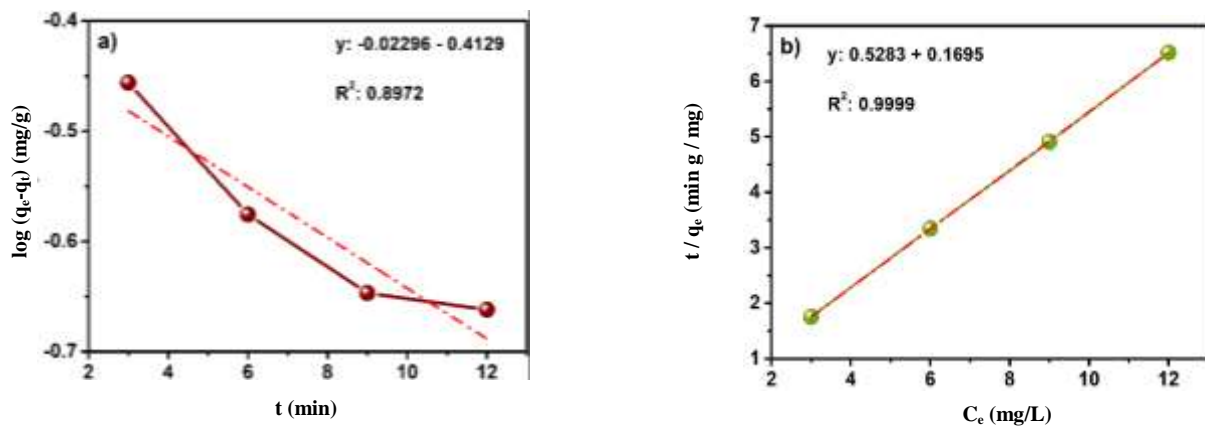 a)
y: -0.02296 - 0.4129
R²: 0.8972
log (qₑ-qₜ) (mg/g)
-0.4
-0.5
-0.6
-0.7
2 4 6 8 10 12
t (min)
b)
y: 0.5283 + 0.1695
R²: 0.9999
t / qₑ (min g / mg)
7
6
5
4
3
2
1
2 4 6 8 10 12
Cₑ (mg/L)